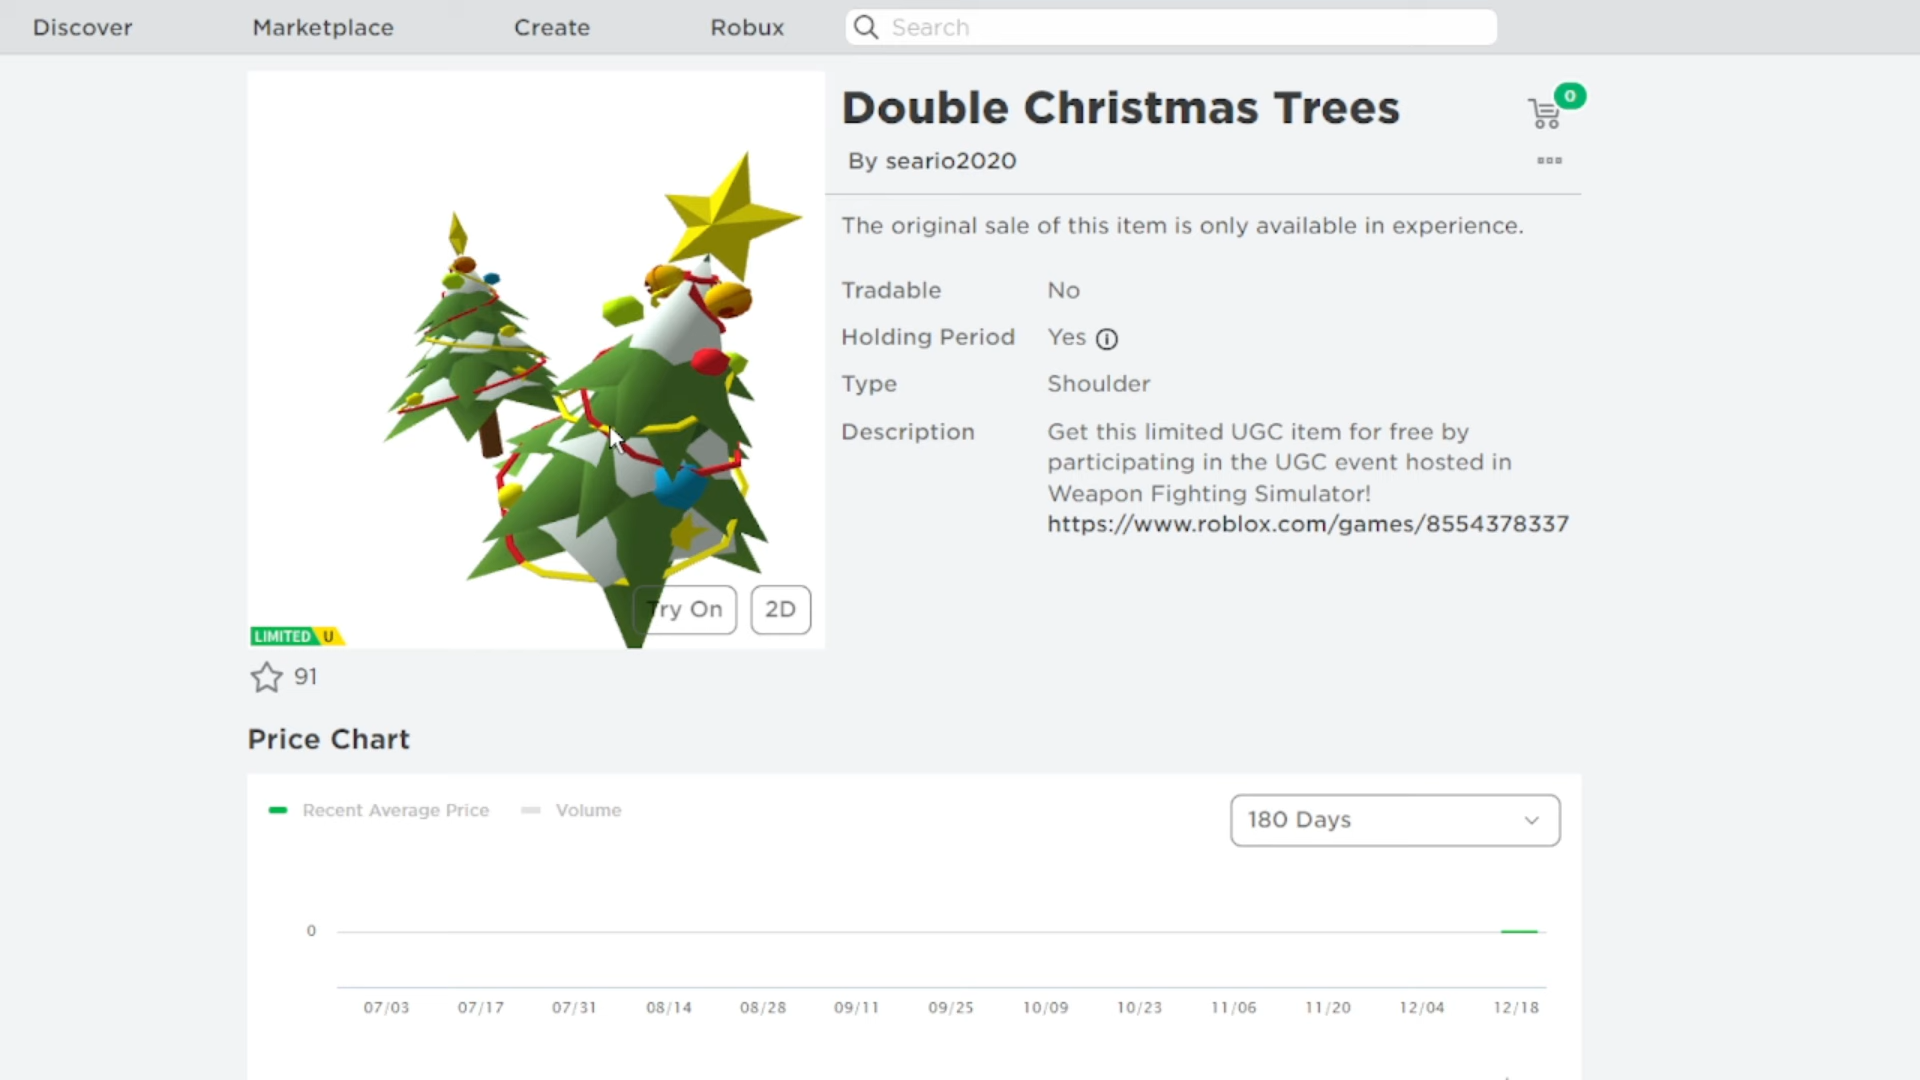 Discover Marketplace Create Robux Search
Double Christmas Trees
0
By seario2020
The original sale of this item is only available in experience.
Tradable No
Holding Period Yes
Type Shoulder
Description Get this limited UGC item for free by
participating in the UGC event hosted in
Weapon Fighting Simulator!
https://www.roblox.com/games/8554378337
Try On 2D
LIMITED U
91
Price Chart
Recent Average Price Volume
180 Days
0
07/03 07/17 07/31 08/14 08/28 09/11 09/25 10/09 10/23 11/06 11/20 12/04 12/18